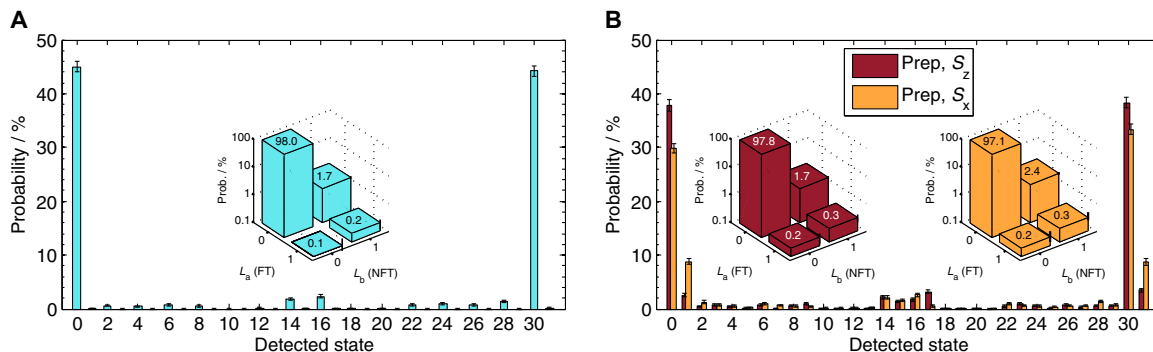 A
50
40
30
20
10
0
Probability / %
0 2 4 6 8 10 12 14 16 18 20 22 24 26 28 30
Detected state
100
10
1
0.1
Prob. / %
98.0
1.7
0.2
0.1
0
1
0
1
Lₐ (FT)
L_b (NFT)
B
50
40
30
20
10
0
Probability / %
0 2 4 6 8 10 12 14 16 18 20 22 24 26 28 30
Detected state
Prep, S_z
Prep, S_x
100
10
1
0.1
Prob. / %
97.8
1.7
0.3
0.2
0
1
0
1
Lₐ (FT)
L_b (NFT)
100
10
1
0.1
Prob. / %
97.1
2.4
0.3
0.2
0
1
0
1
Lₐ (FT)
L_b (NFT)